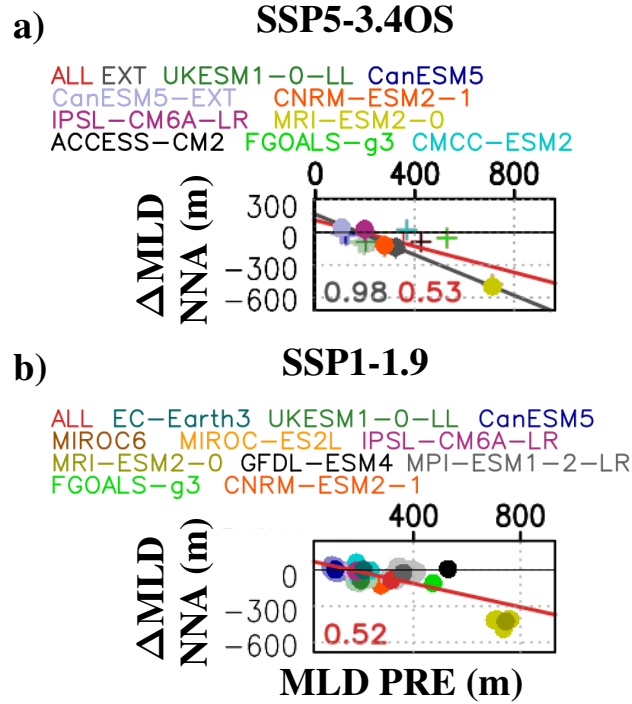 a)
SSP5-3.4OS
ALL EXT UKESM1-0-LL CanESM5
CanESM5-EXT CNRM-ESM2-1
IPSL-CM6A-LR MRI-ESM2-0
ACCESS-CM2 FGOALS-g3 CMCC-ESM2
0 400 800
ΔMLD
NNA (m)
300
0
-300
-600
0.98 0.53
b)
SSP1-1.9
ALL EC-Earth3 UKESM1-0-LL CanESM5
MIROC6 MIROC-ES2L IPSL-CM6A-LR
MRI-ESM2-0 GFDL-ESM4 MPI-ESM1-2-LR
FGOALS-g3 CNRM-ESM2-1
400 800
ΔMLD
NNA (m)
0
-300
-600
0.52
MLD PRE (m)